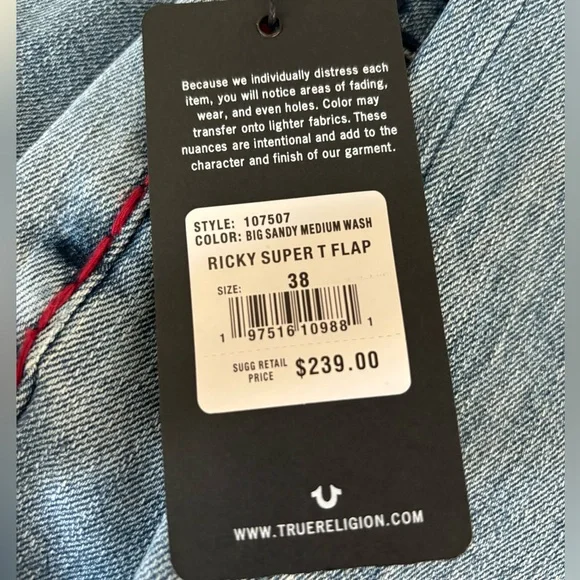 Because we individually distress each
item, you will notice areas of fading,
wear, and even holes. Color may
transfer onto lighter fabrics. These
nuances are intentional and add to the
character and finish of our garment.
STYLE: 107507
COLOR: BIG SANDY MEDIUM WASH
RICKY SUPER T FLAP
SIZE: 38
1 97516 10988 1
SUGG RETAIL PRICE $239.00
WWW.TRUERELIGION.COM